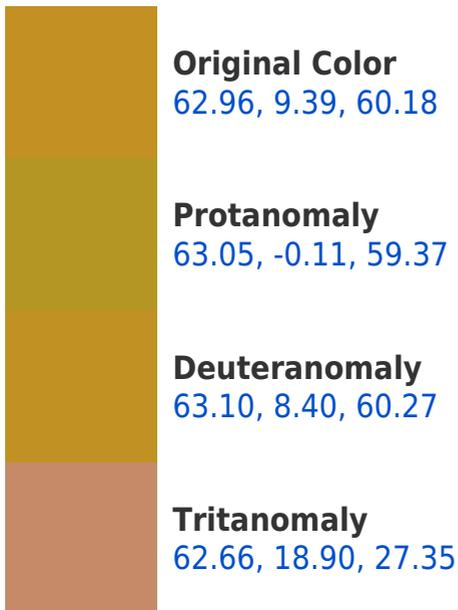 Original Color
62.96, 9.39, 60.18
Protanomaly
63.05, -0.11, 59.37
Deuteranomaly
63.10, 8.40, 60.27
Tritanomaly
62.66, 18.90, 27.35